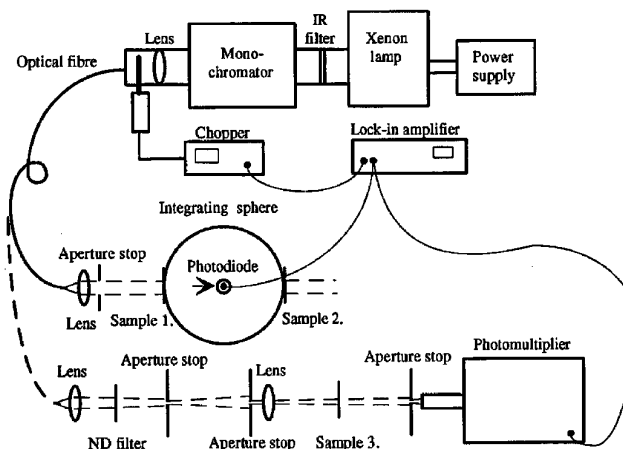 Optical fibre
Lens
Mono-
chromator
IR
filter
Xenon
lamp
Power
supply
Chopper
Lock-in amplifier
Integrating sphere
Aperture stop
Photodiode
Lens
Sample 1.
Sample 2.
Lens
Aperture stop
Lens
Aperture stop
Photomultiplier
ND filter
Aperture stop
Sample 3.